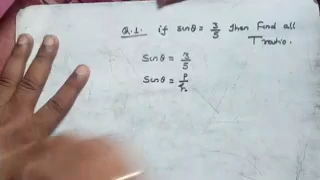 Q.1. if sinθ = 3/5 then find all
T ratio.
sinθ = 3/5
sinθ = P/h